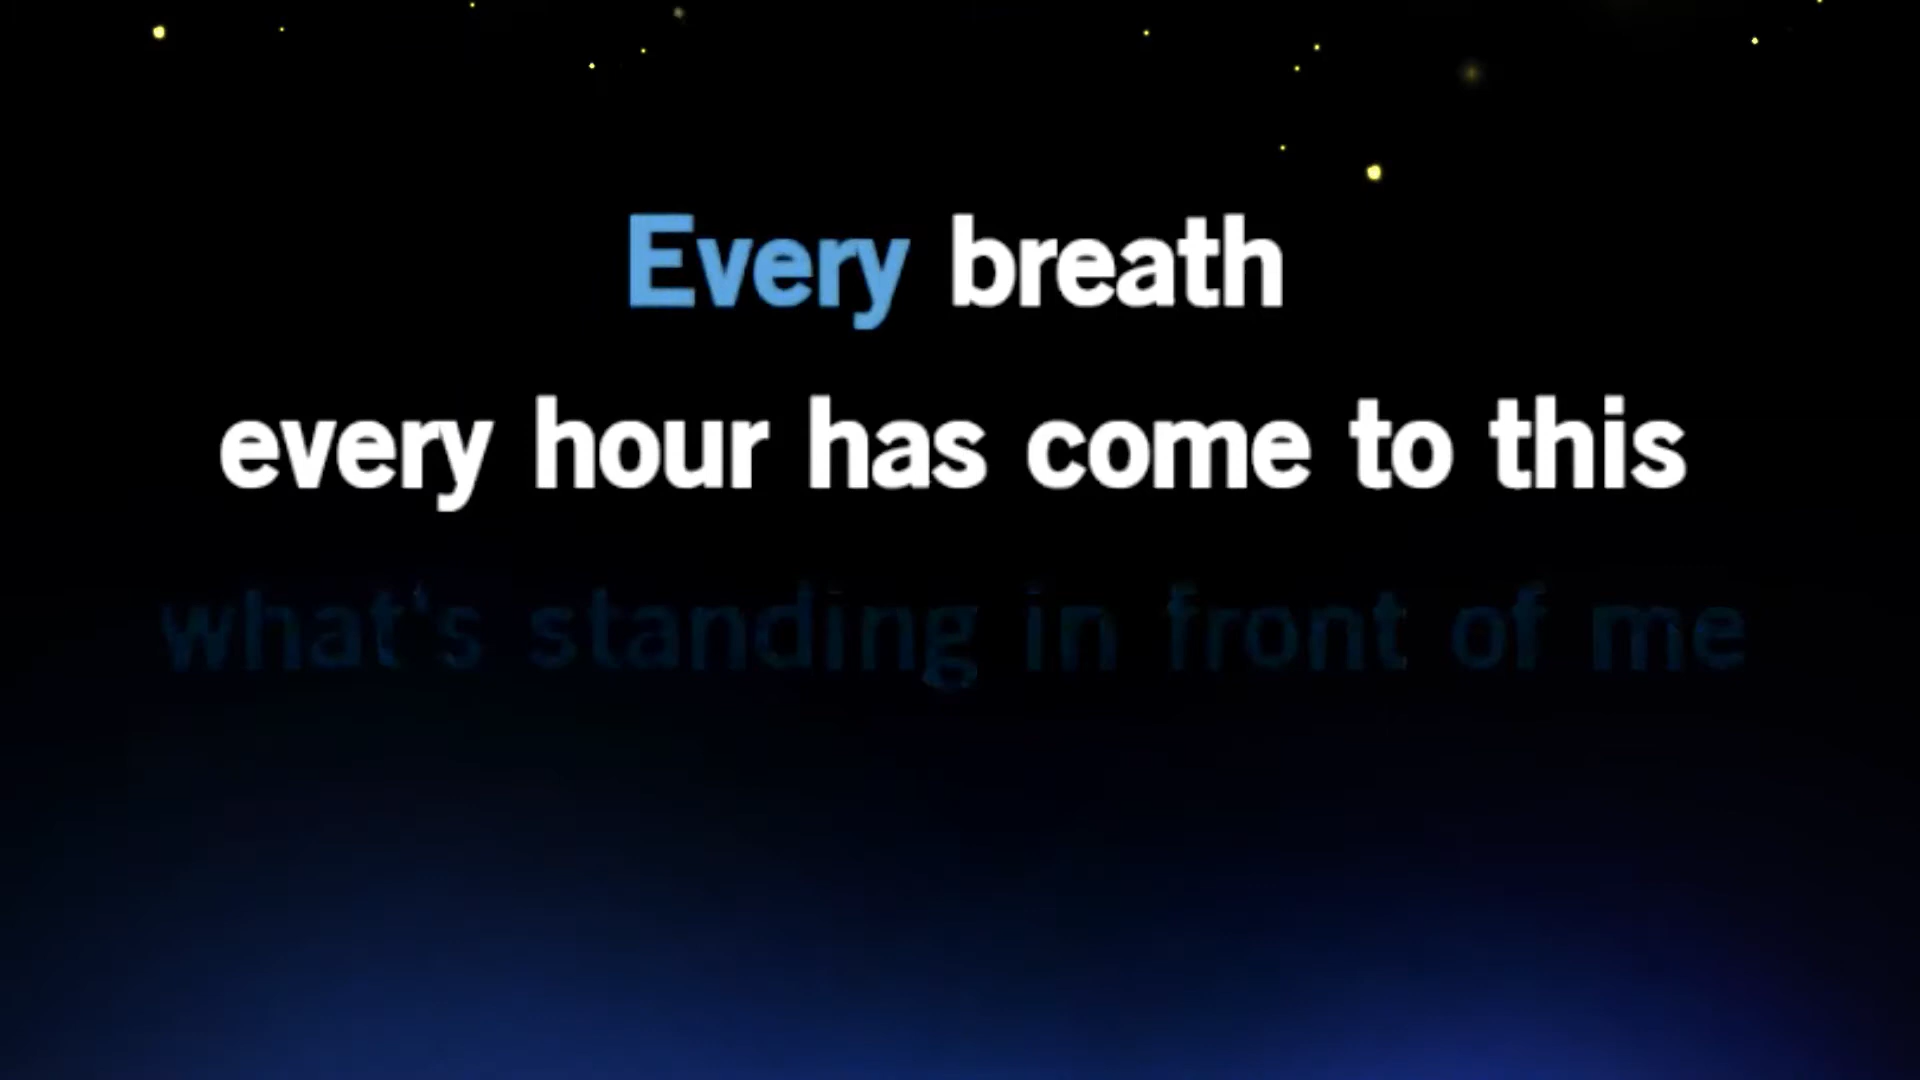 Every breath
every hour has come to this
what's standing in front of me